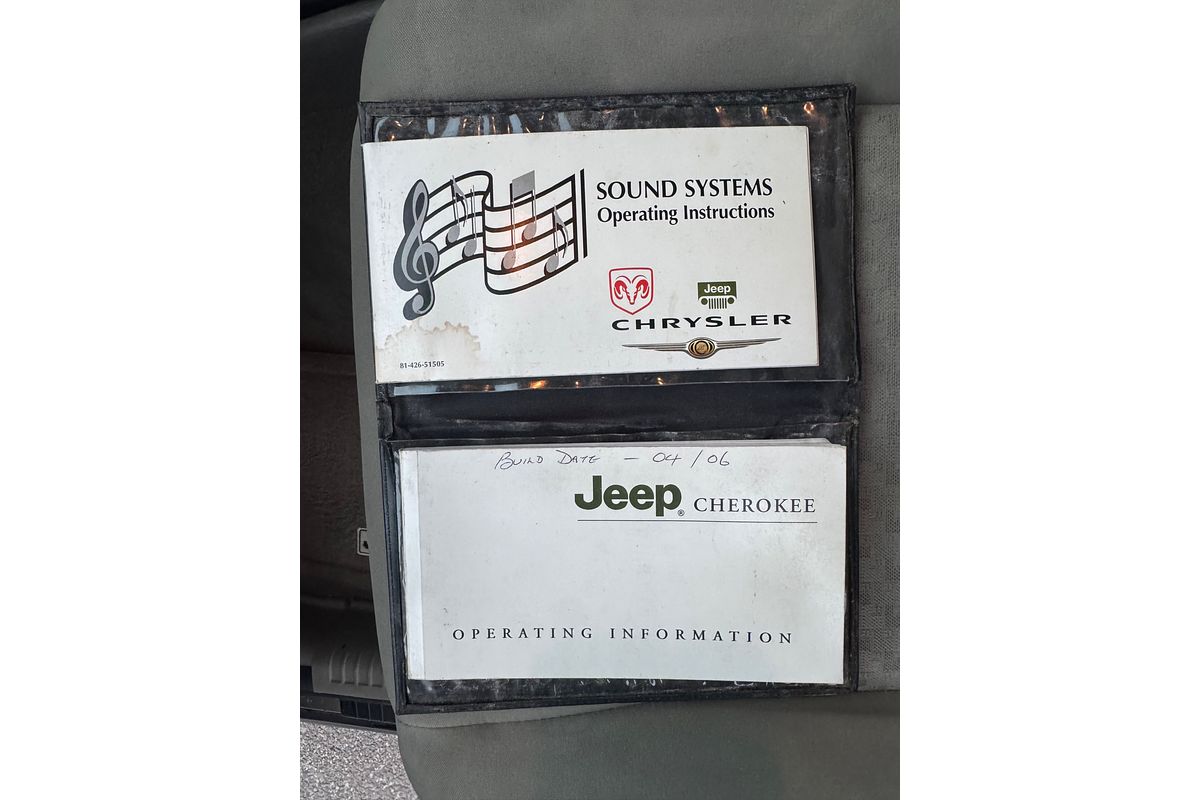 SOUND SYSTEMS
Operating Instructions
Jeep
CHRYSLER
81-426-51505
BUILD DATE - 04/06
Jeep® CHEROKEE
OPERATING INFORMATION